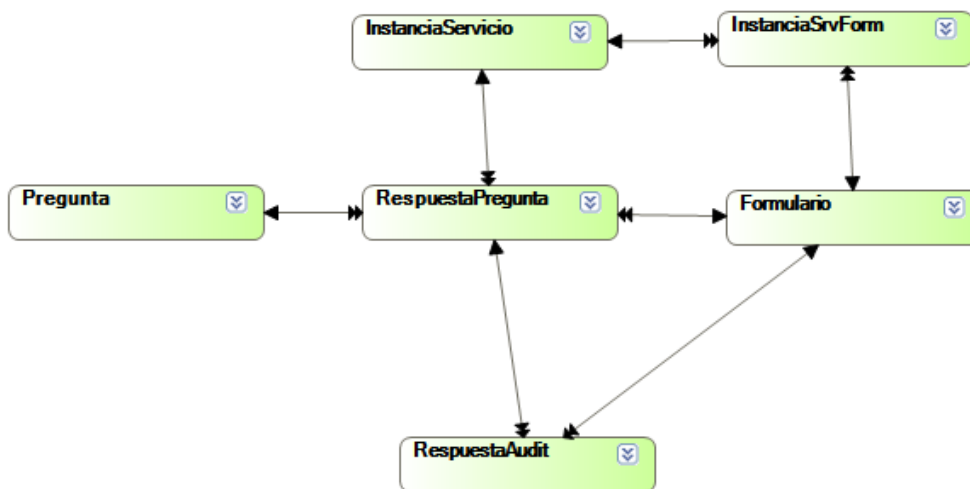 InstanciaServicio
InstanciaSrvForm
Pregunta
RespuestaPregunta
Formulario
RespuestaAudit